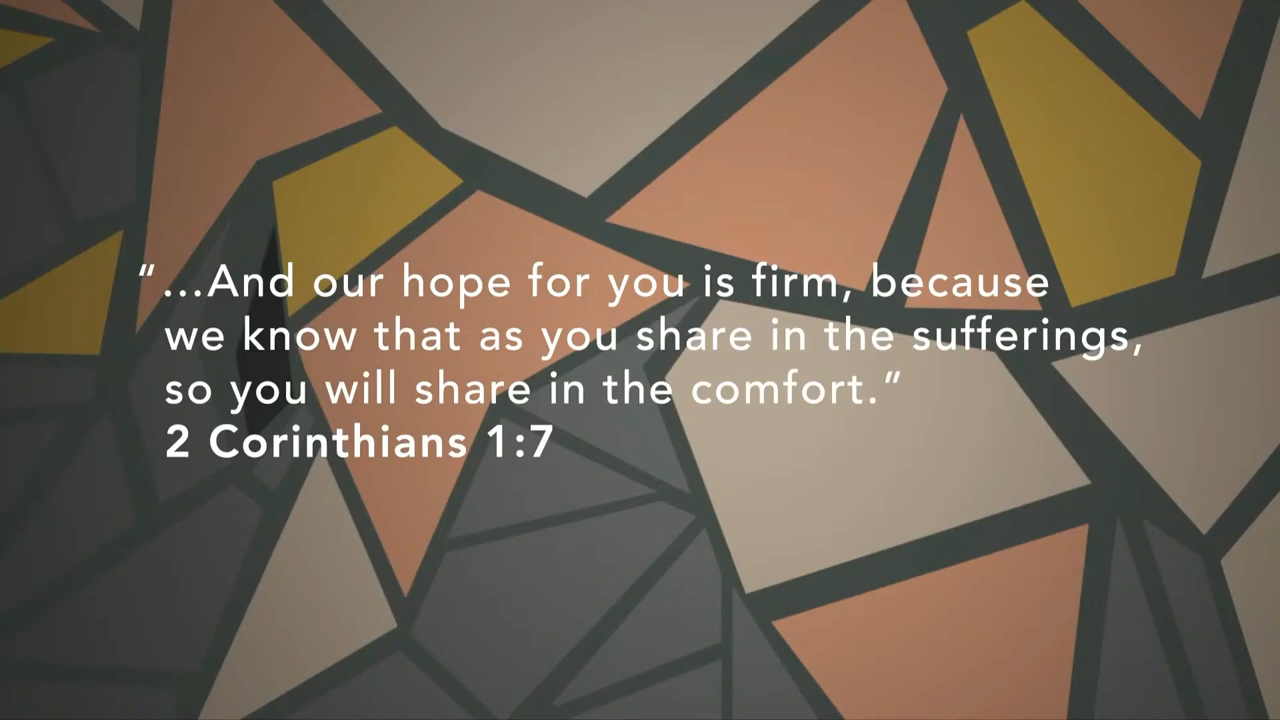 “...And our hope for you is firm, because
we know that as you share in the sufferings,
so you will share in the comfort.”
2 Corinthians 1:7